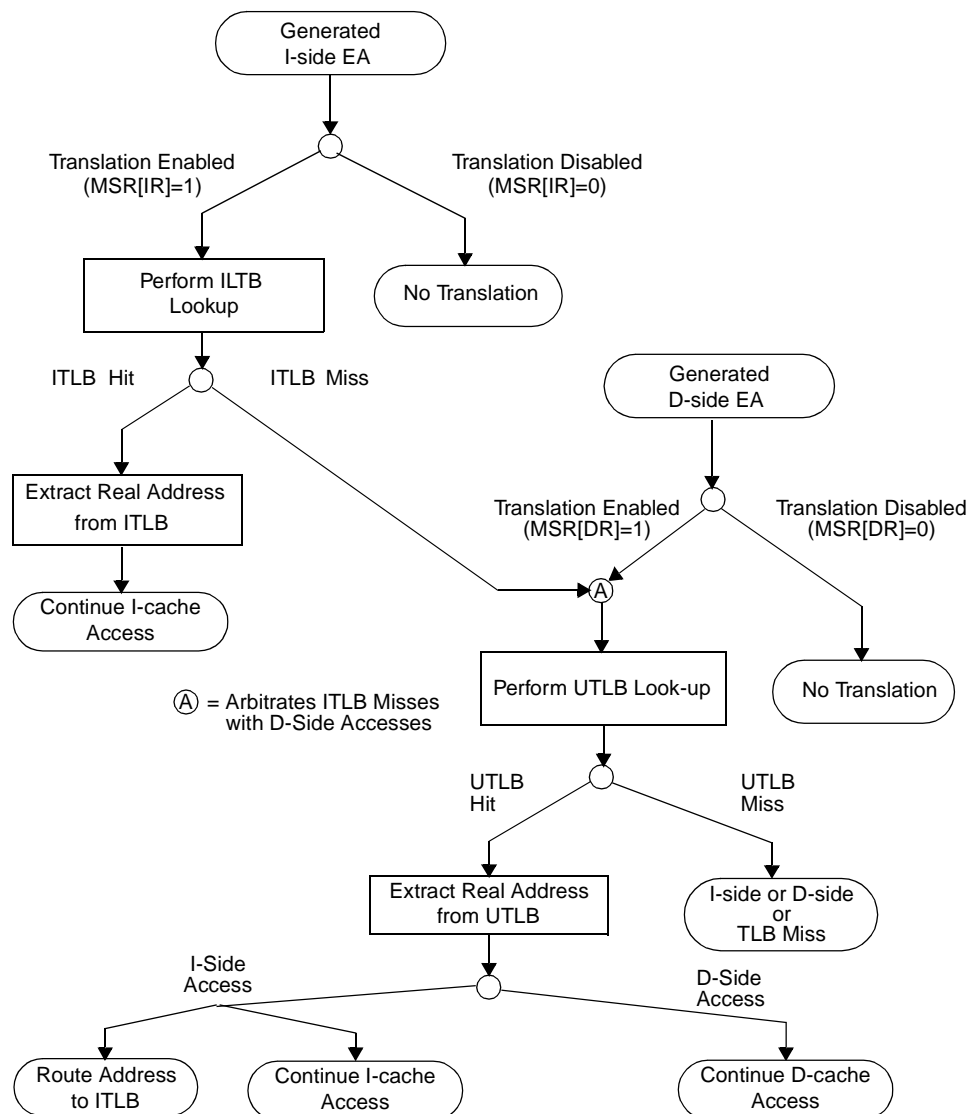 Generated
I-side EA
Translation Enabled
(MSR[IR]=1)
Translation Disabled
(MSR[IR]=0)
Perform ILTB
Lookup
No Translation
ITLB Hit
ITLB Miss
Generated
D-side EA
Extract Real Address
from ITLB
Translation Enabled
(MSR[DR]=1)
Translation Disabled
(MSR[DR]=0)
Continue I-cache
Access
A
Perform UTLB Look-up
No Translation
A = Arbitrates ITLB Misses
with D-Side Accesses
UTLB
Hit
UTLB
Miss
Extract Real Address
from UTLB
I-side or D-side
or
TLB Miss
I-Side
Access
D-Side
Access
Route Address
to ITLB
Continue I-cache
Access
Continue D-cache
Access